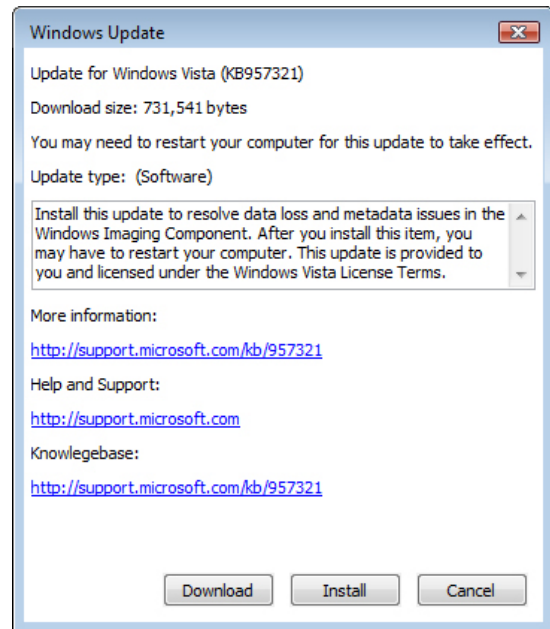 Windows Update
Update for Windows Vista (KB957321)
Download size: 731,541 bytes
You may need to restart your computer for this update to take effect.
Update type: (Software)
Install this update to resolve data loss and metadata issues in the
Windows Imaging Component. After you install this item, you
may have to restart your computer. This update is provided to
you and licensed under the Windows Vista License Terms.
More information:
http://support.microsoft.com/kb/957321
Help and Support:
http://support.microsoft.com
Knowlegebase:
http://support.microsoft.com/kb/957321
Download Install Cancel